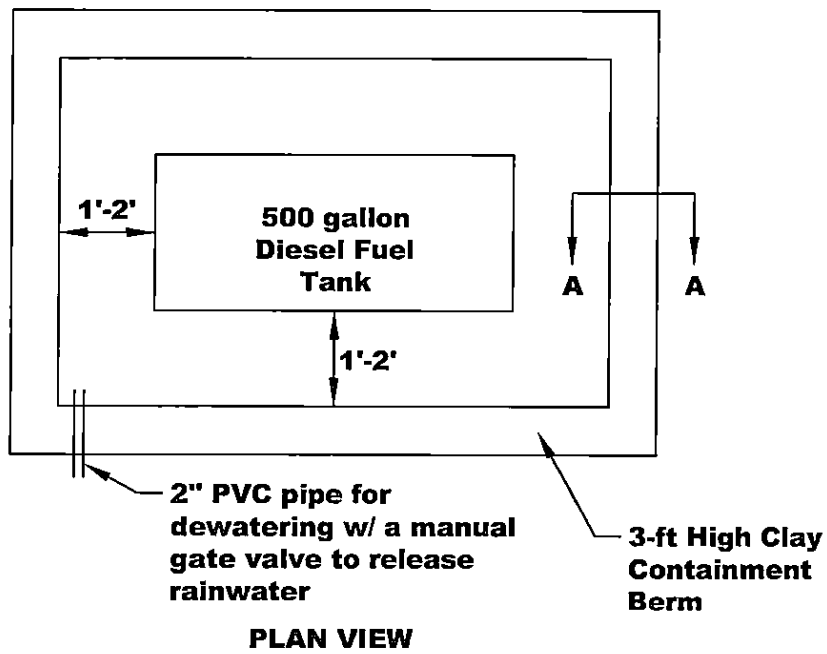 1'-2'
500 gallon
Diesel Fuel
Tank
A
A
1'-2'
2" PVC pipe for
dewatering w/ a manual
gate valve to release
rainwater
3-ft High Clay
Containment
Berm
PLAN VIEW